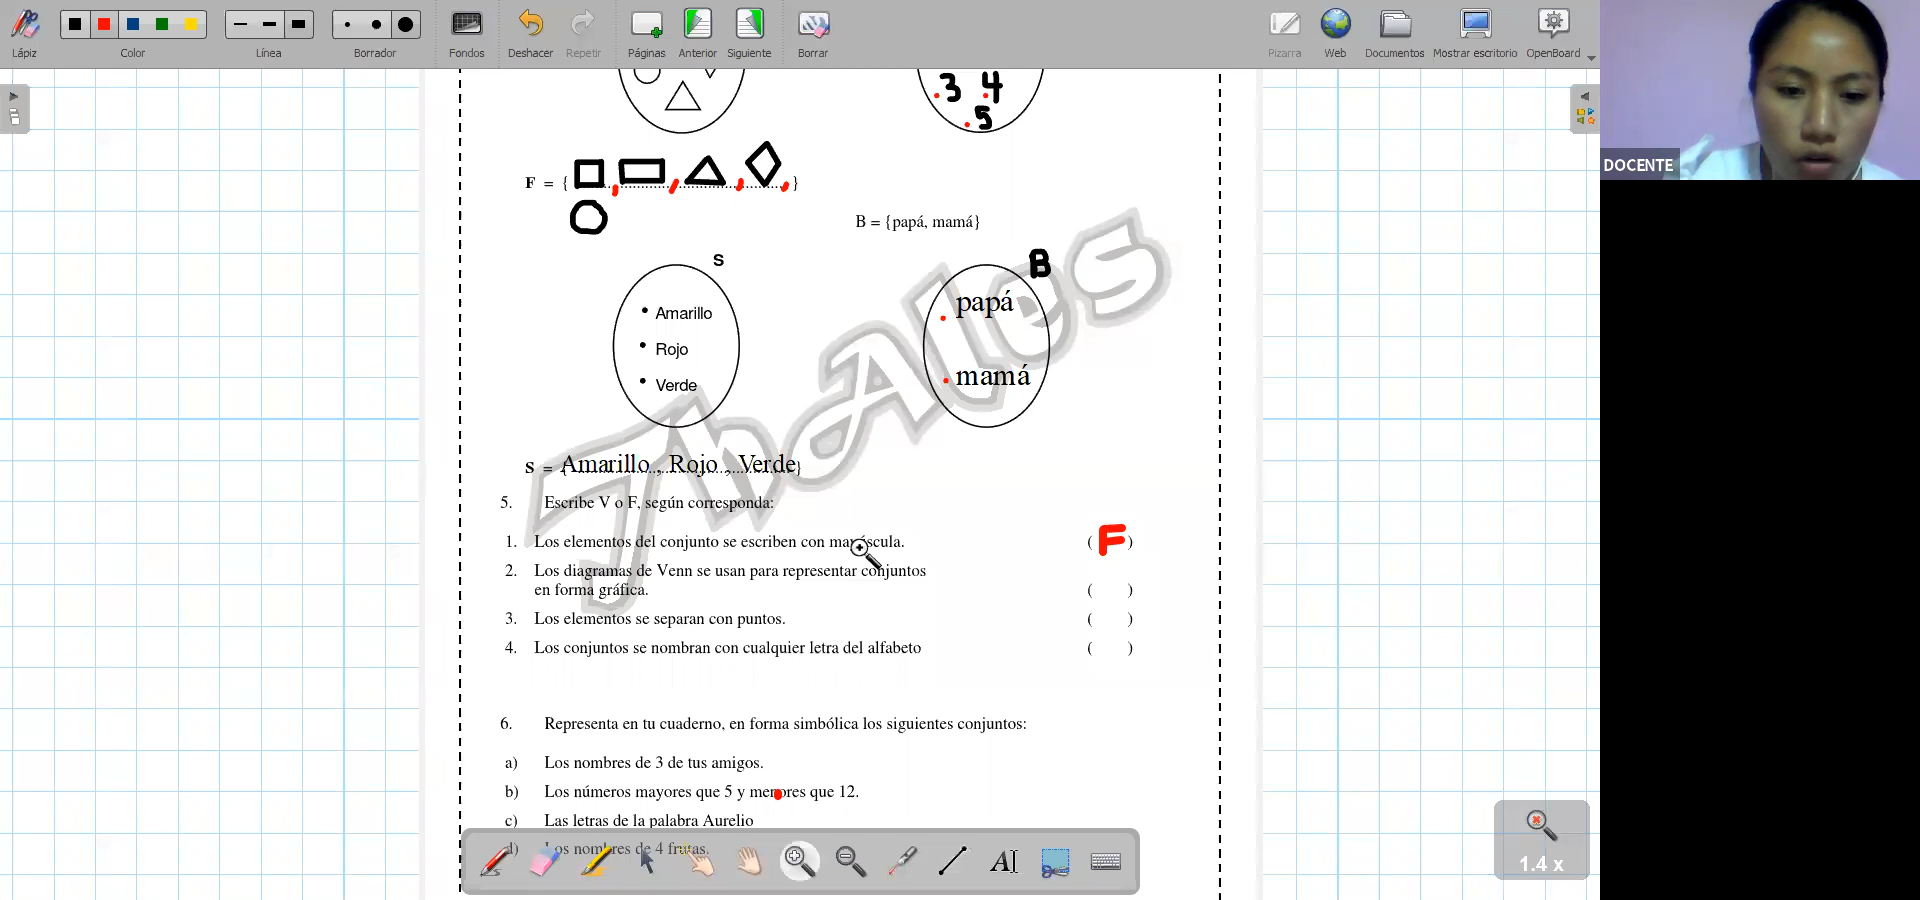 Lápiz Color Línea Borrador Fondos Deshacer Repetir Páginas Anterior Siguiente Borrar Pizarra Web Documentos Mostrar escritorio OpenBoard
DOCENTE
3 4
5
F = { , , , , }
B = {papá, mamá}
S
B
Amarillo
Rojo
Verde
papá
mamá
Thales
S = {Amarillo , Rojo , Verde}
5. Escribe V o F, según corresponda:
1. Los elementos del conjunto se escriben con mayúscula. ( F )
2. Los diagramas de Venn se usan para representar conjuntos
en forma gráfica. ( )
3. Los elementos se separan con puntos. ( )
4. Los conjuntos se nombran con cualquier letra del alfabeto ( )
6. Representa en tu cuaderno, en forma simbólica los siguientes conjuntos:
a) Los nombres de 3 de tus amigos.
b) Los números mayores que 5 y menores que 12.
c) Las letras de la palabra Aurelio
d) Los nombres de 4 frutas.
1.4 x